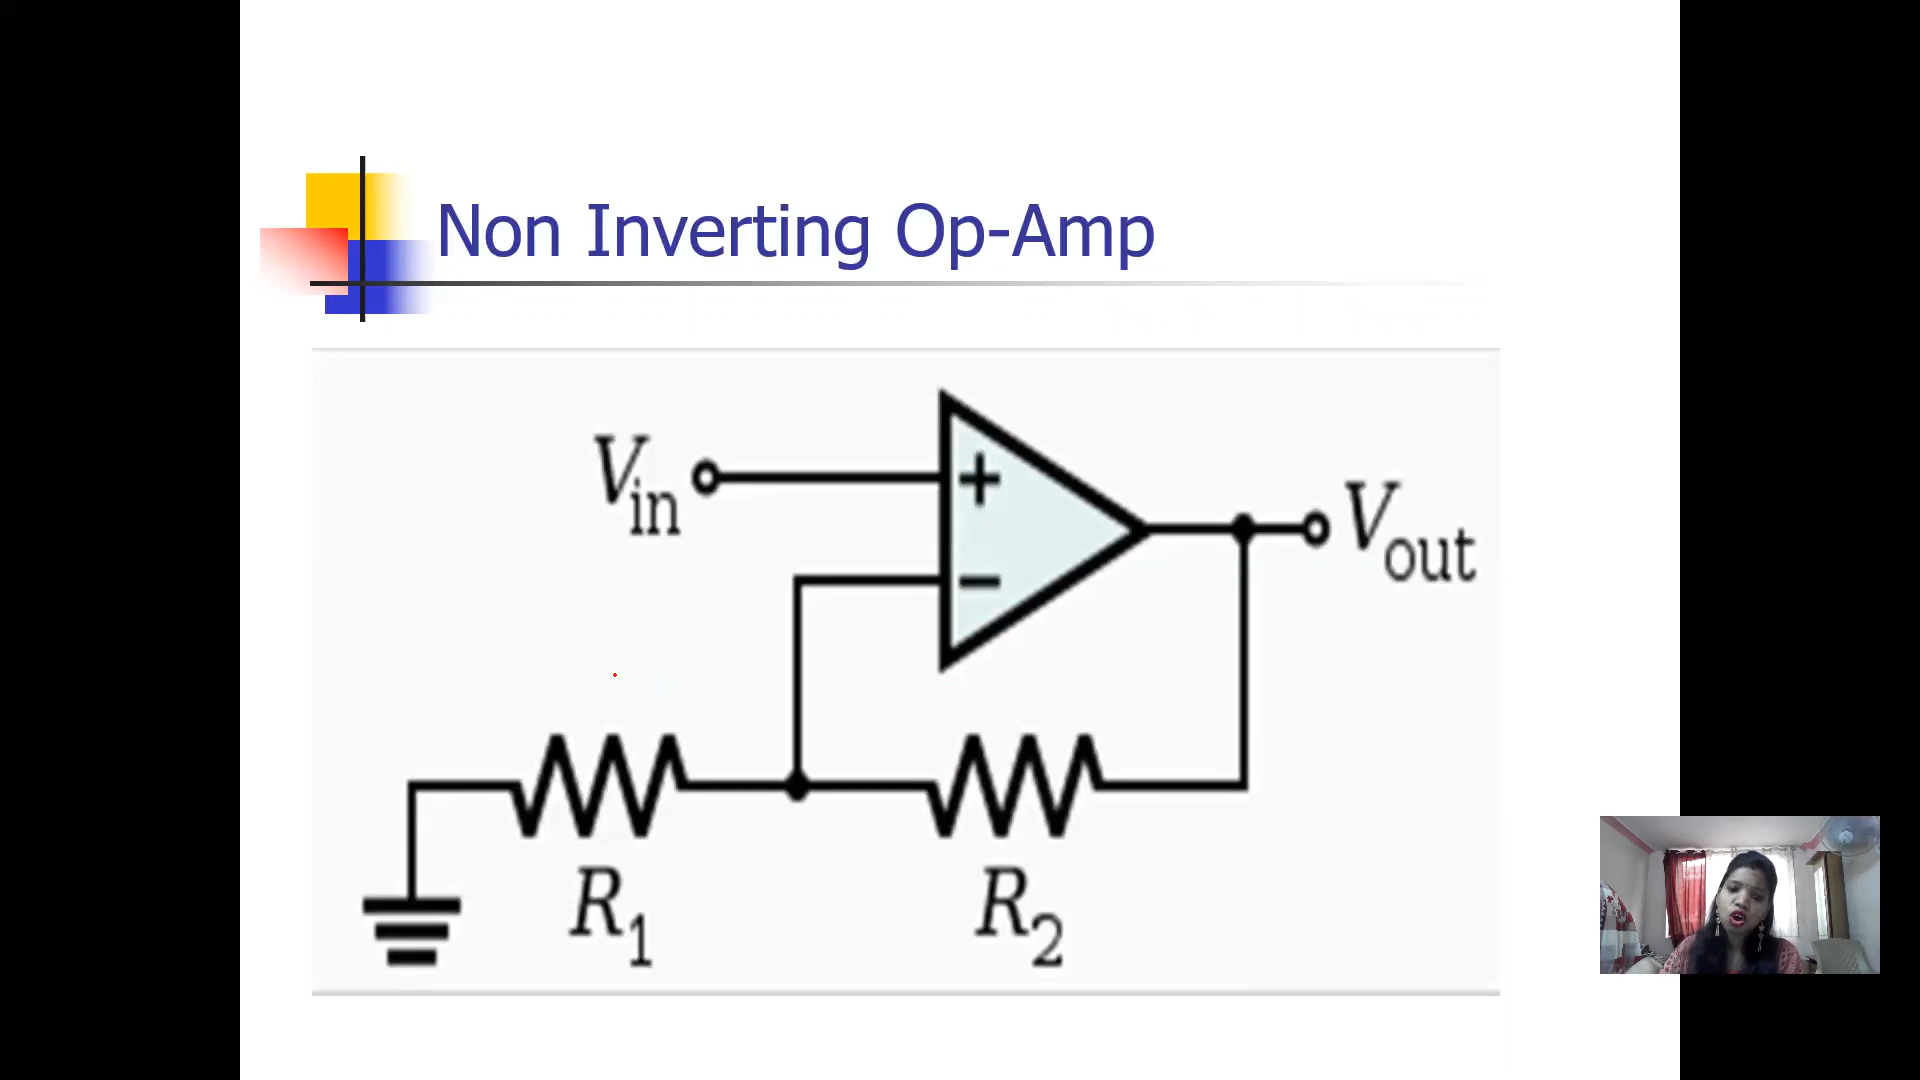 Non Inverting Op-Amp
Vin
+
Vout
−
R1
R2